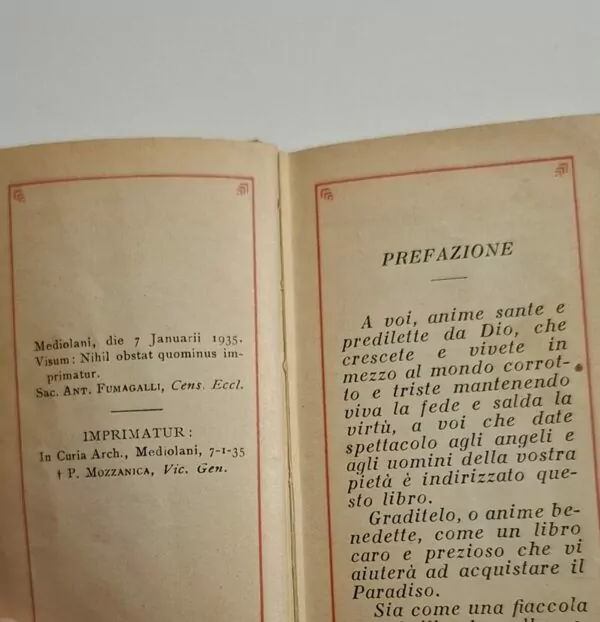 Mediolani, die 7 Januarii 1935.
Visum: Nihil obstat quominus im-
primatur.
Sac. ANT. FUMAGALLI, Cens. Eccl.
IMPRIMATUR:
In Curia Arch., Mediolani, 7-1-35
† P. MOZZANICA, Vic. Gen.
PREFAZIONE
A voi, anime sante e
predilette da Dio, che
crescete e vivete in
mezzo al mondo corrot-
to e triste mantenendo
viva la fede e salda la
virtù, a voi che date
spettacolo agli angeli e
agli uomini della vostra
pietà è indirizzato que-
sto libro.
Graditelo, o anime be-
nedette, come un libro
caro e prezioso che vi
aiuterà ad acquistare il
Paradiso.
Sia come una fiaccola